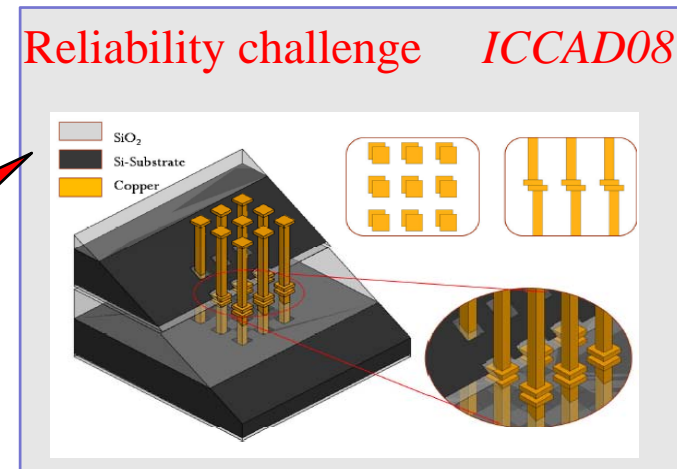 Reliability challenge ICCAD08
SiO₂
Si-Substrate
Copper